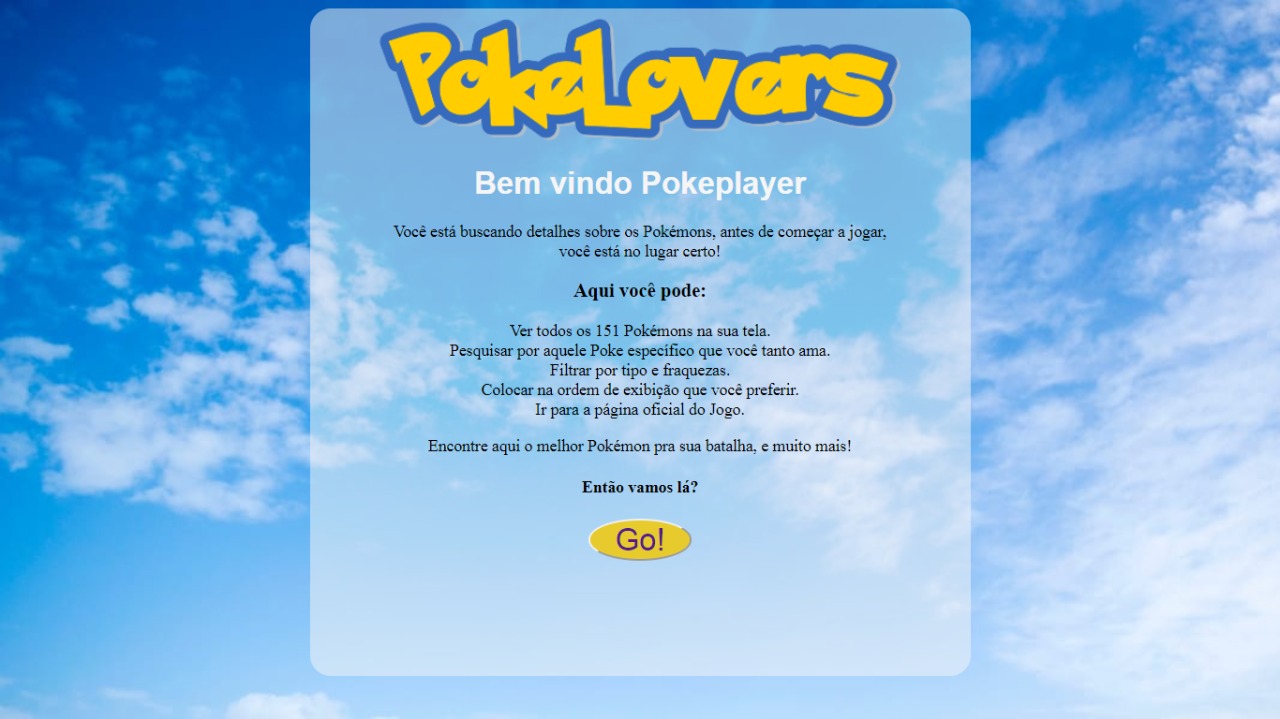 PokeLovers
Bem vindo Pokeplayer
Você está buscando detalhes sobre os Pokémons, antes de começar a jogar,
você está no lugar certo!
Aqui você pode:
Ver todos os 151 Pokémons na sua tela.
Pesquisar por aquele Poke específico que você tanto ama.
Filtrar por tipo e fraquezas.
Colocar na ordem de exibição que você preferir.
Ir para a página oficial do Jogo.
Encontre aqui o melhor Pokémon pra sua batalha, e muito mais!
Então vamos lá?
Go!